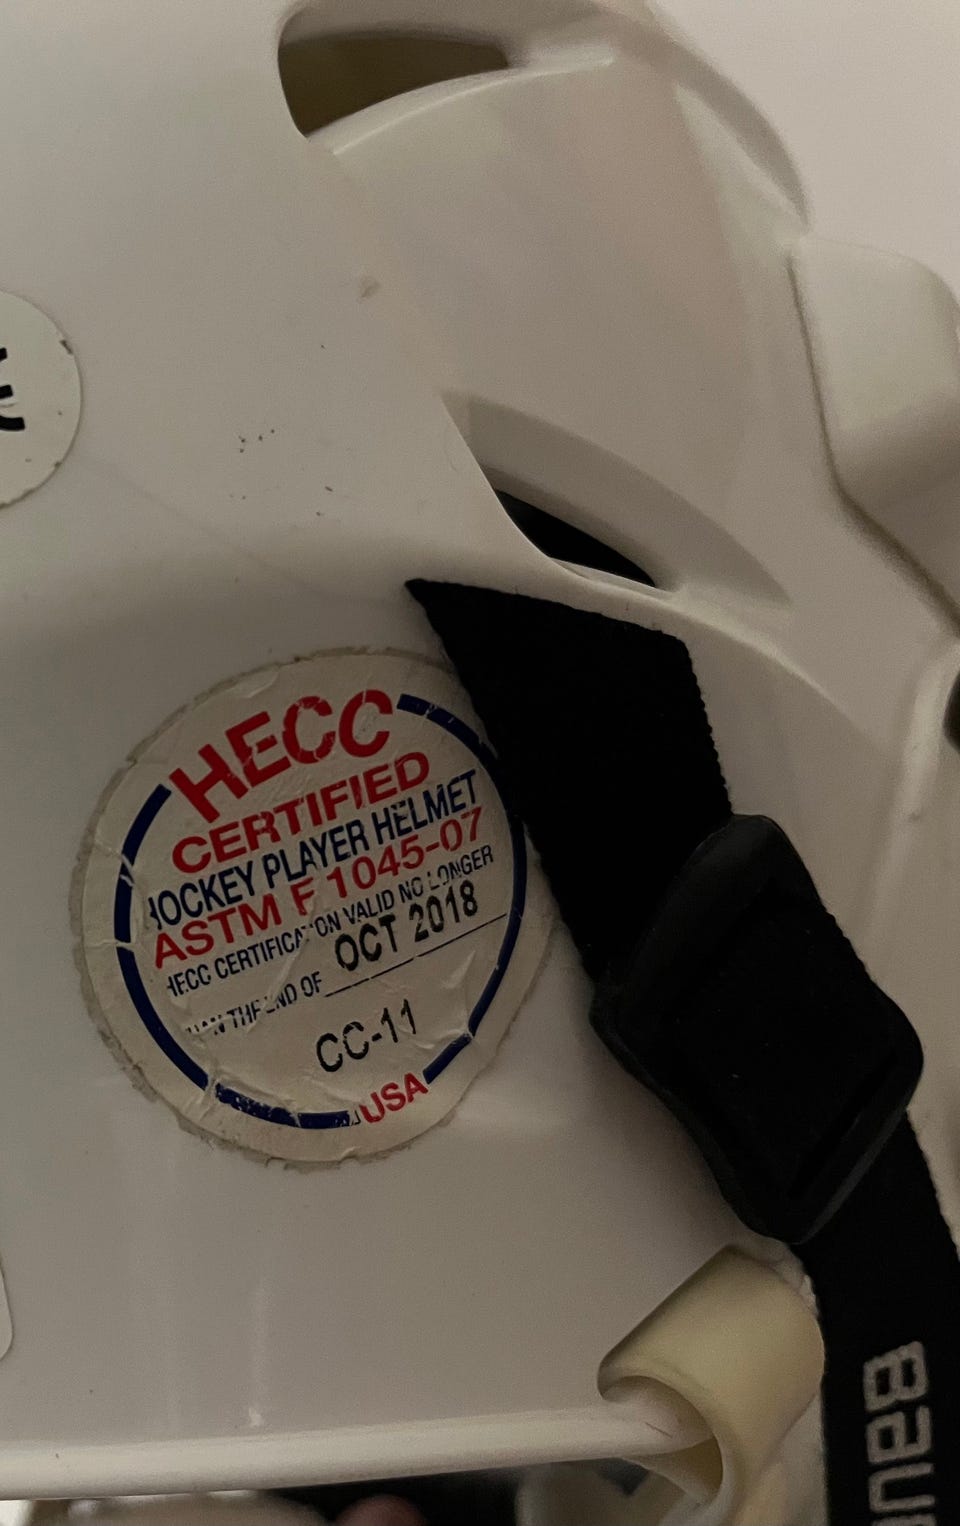 HECC
CERTIFIED
HOCKEY PLAYER HELMET
ASTM F 1045-07
HECC CERTIFICATION VALID NO LONGER
THAN THE END OF OCT 2018
CC-11
USA
BAU